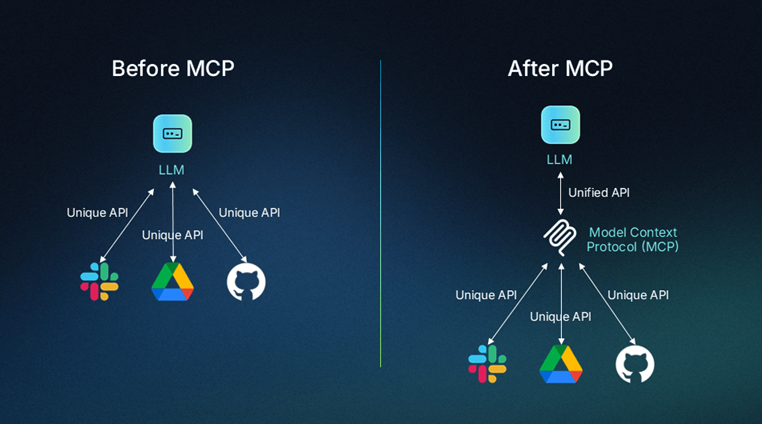 Before MCP
LLM
Unique API
Unique API
Unique API
After MCP
LLM
Unified API
Model Context
Protocol (MCP)
Unique API
Unique API
Unique API